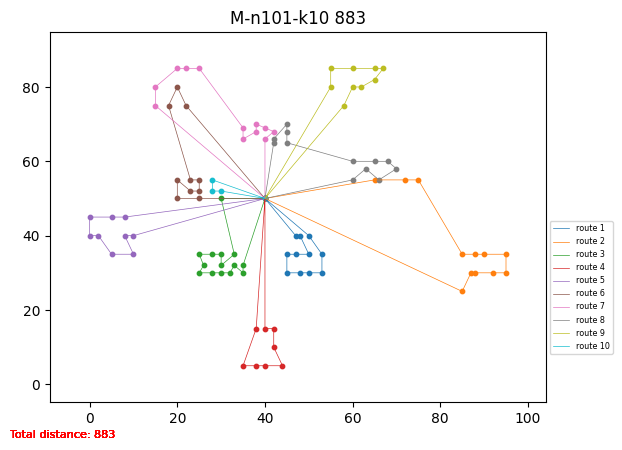 M-n101-k10 883
80
60
40
20
0
0 20 40 60 80 100
route 1
route 2
route 3
route 4
route 5
route 6
route 7
route 8
route 9
route 10
Total distance: 883